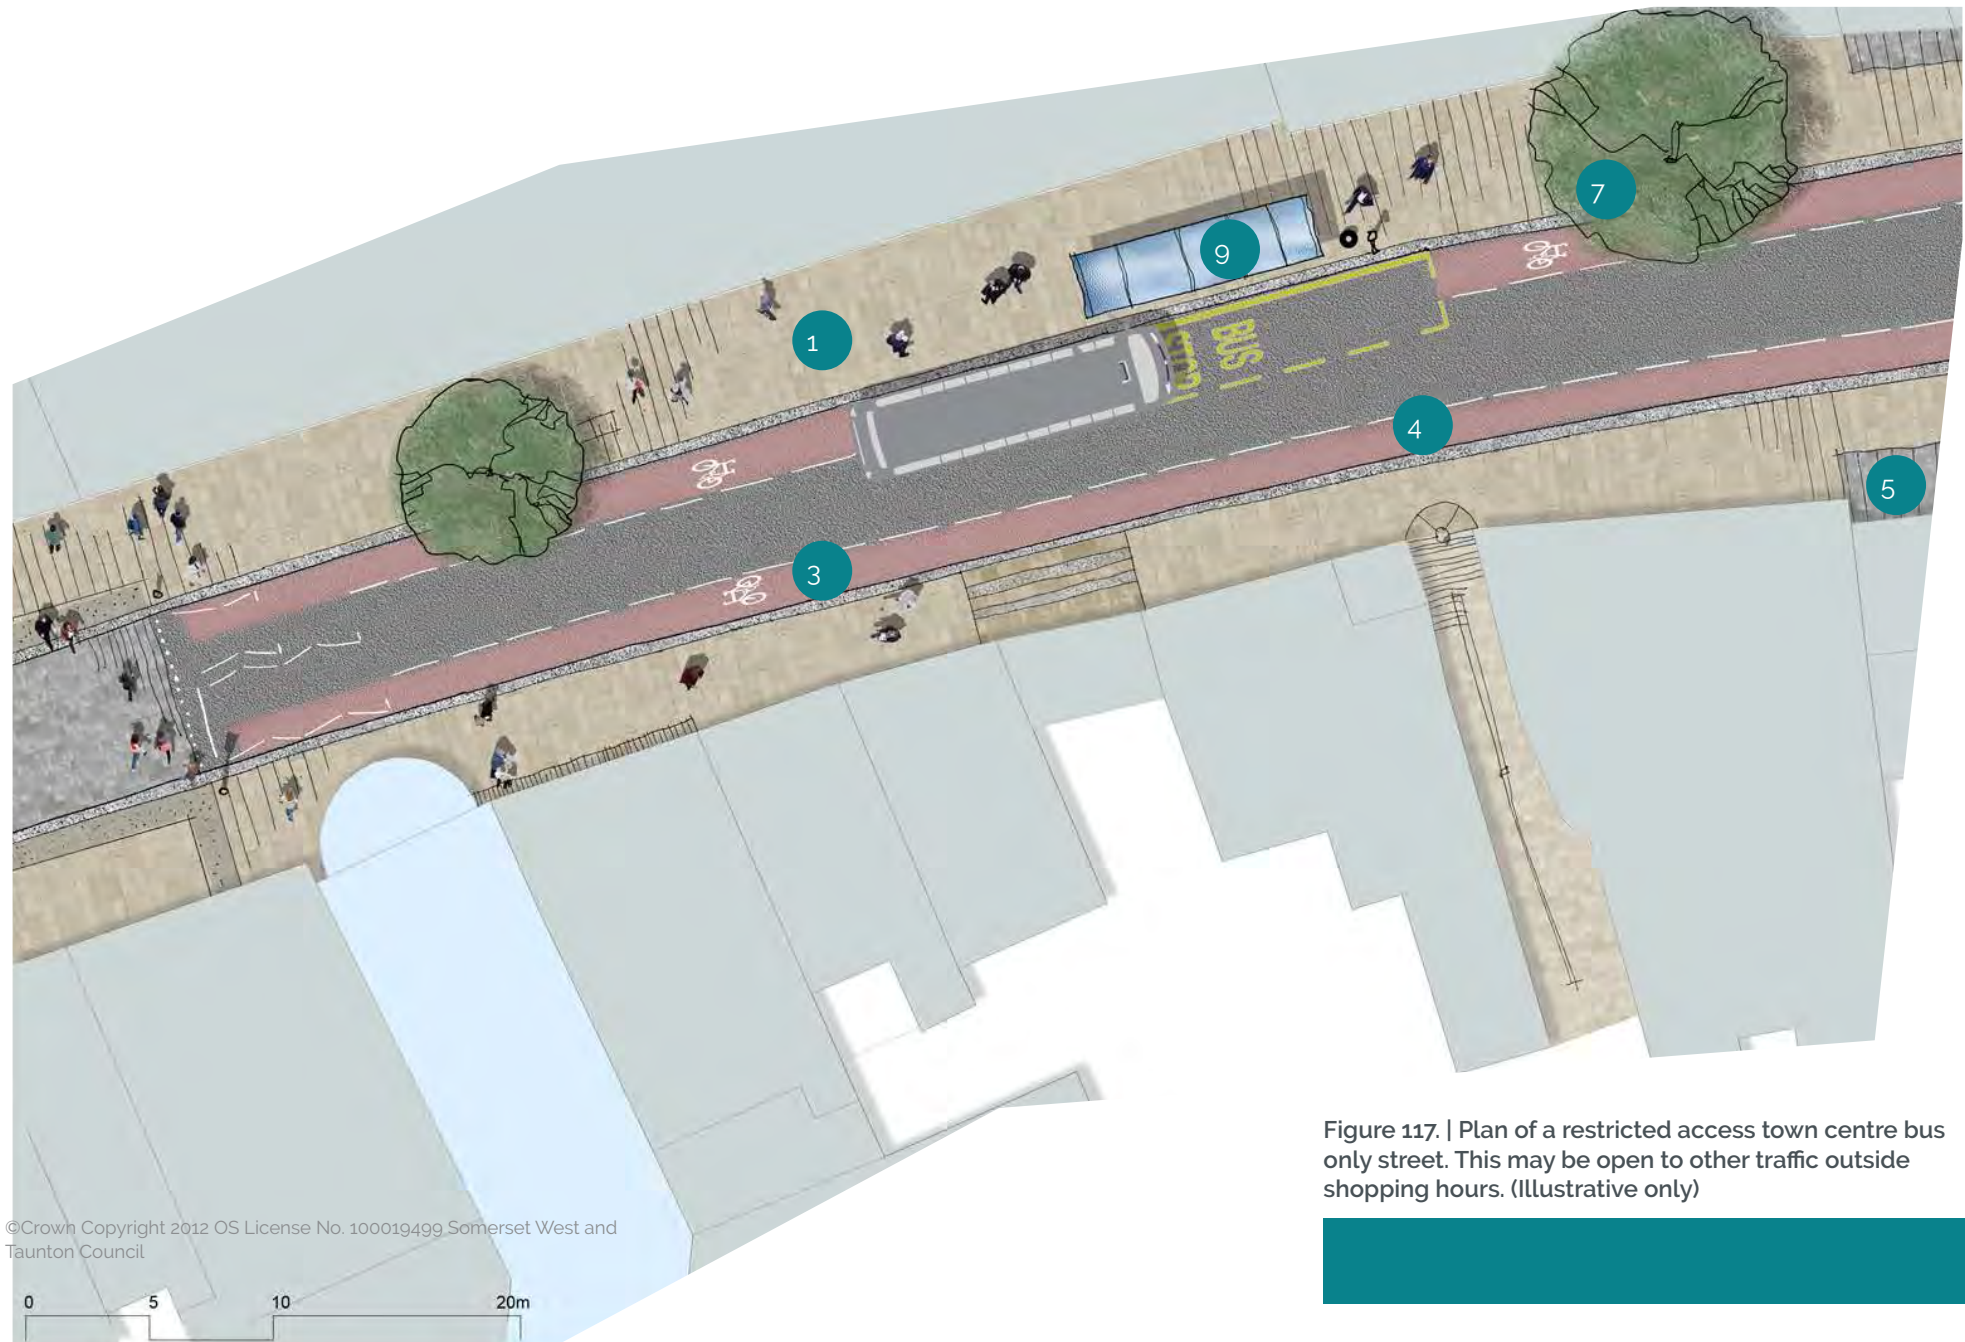 7
9
1
BUS
STOP
4
5
3
Figure 117. | Plan of a restricted access town centre bus
only street. This may be open to other traffic outside
shopping hours. (Illustrative only)
©Crown Copyright 2012 OS License No. 100019499 Somerset West and
Taunton Council
0 5 10 20m